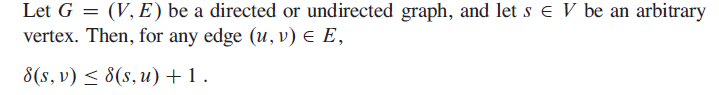 Let G = (V, E) be a directed or undirected graph, and let s ∈ V be an arbitrary
vertex. Then, for any edge (u, v) ∈ E,
δ(s, v) ≤ δ(s, u) + 1 .